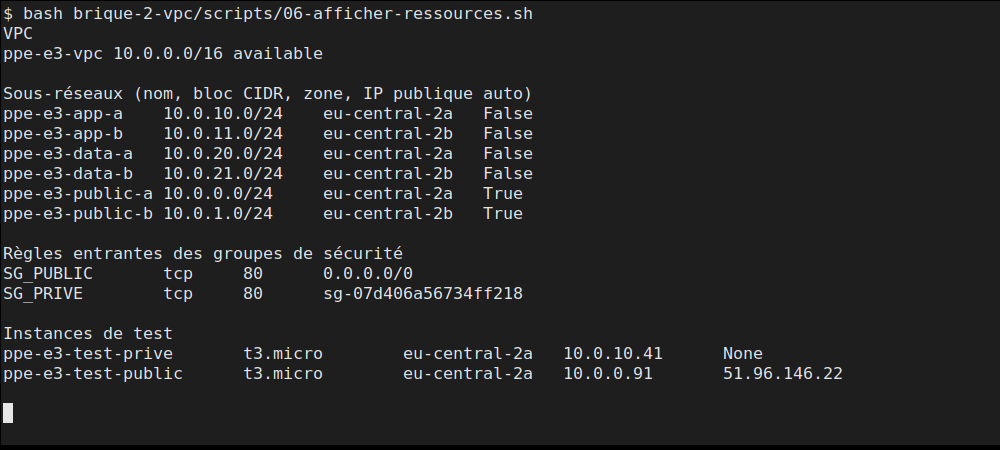 $ bash brique-2-vpc/scripts/06-afficher-ressources.sh
VPC
ppe-e3-vpc 10.0.0.0/16 available
Sous-réseaux (nom, bloc CIDR, zone, IP publique auto)
ppe-e3-app-a    10.0.10.0/24    eu-central-2a   False
ppe-e3-app-b    10.0.11.0/24    eu-central-2b   False
ppe-e3-data-a   10.0.20.0/24    eu-central-2a   False
ppe-e3-data-b   10.0.21.0/24    eu-central-2b   False
ppe-e3-public-a 10.0.0.0/24     eu-central-2a   True
ppe-e3-public-b 10.0.1.0/24     eu-central-2b   True
Règles entrantes des groupes de sécurité
SG_PUBLIC       tcp     80      0.0.0.0/0
SG_PRIVE        tcp     80      sg-07d406a56734ff218
Instances de test
ppe-e3-test-prive       t3.micro        eu-central-2a   10.0.10.41      None
ppe-e3-test-public      t3.micro        eu-central-2a   10.0.0.91       51.96.146.22